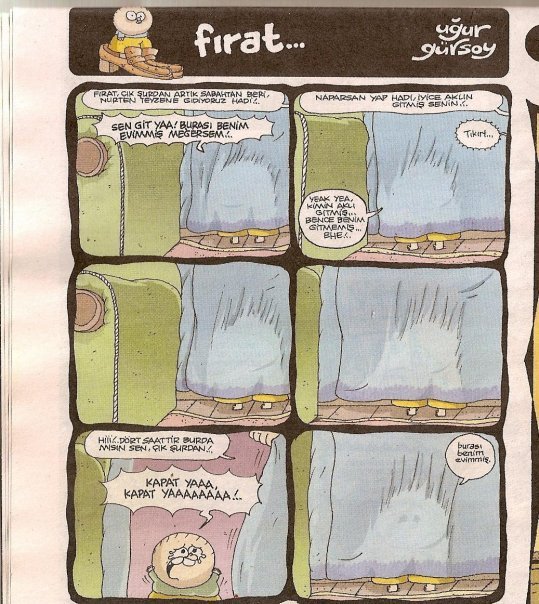 fırat...
uğur
gürsoy
FIRAT, ÇIK ŞURDAN ARTIK SABAHTAN BERİ,
NURTEN TEYZENE GİDİYORUZ HADİ!..
SEN GİT YAA! BURASI BENİM
EVİMMİŞ MEĞERSEM!..
NAPARSAN YAP HADİ, İYİCE AKLIN
GİTMİŞ SENİN!..
TIKIRT...
YEAK YEA,
KİMİN AKLI
GİTMİŞ...
BENCE BENİM
GİTMEMİŞ...
EHE!..
Hİİİ!..DÖRT SAATTİR BURDA
MISIN SEN, ÇIK ŞURDAN!..
KAPAT YAAA,
KAPAT YAAAAAAAA!..
burası
benim
evimmiş.